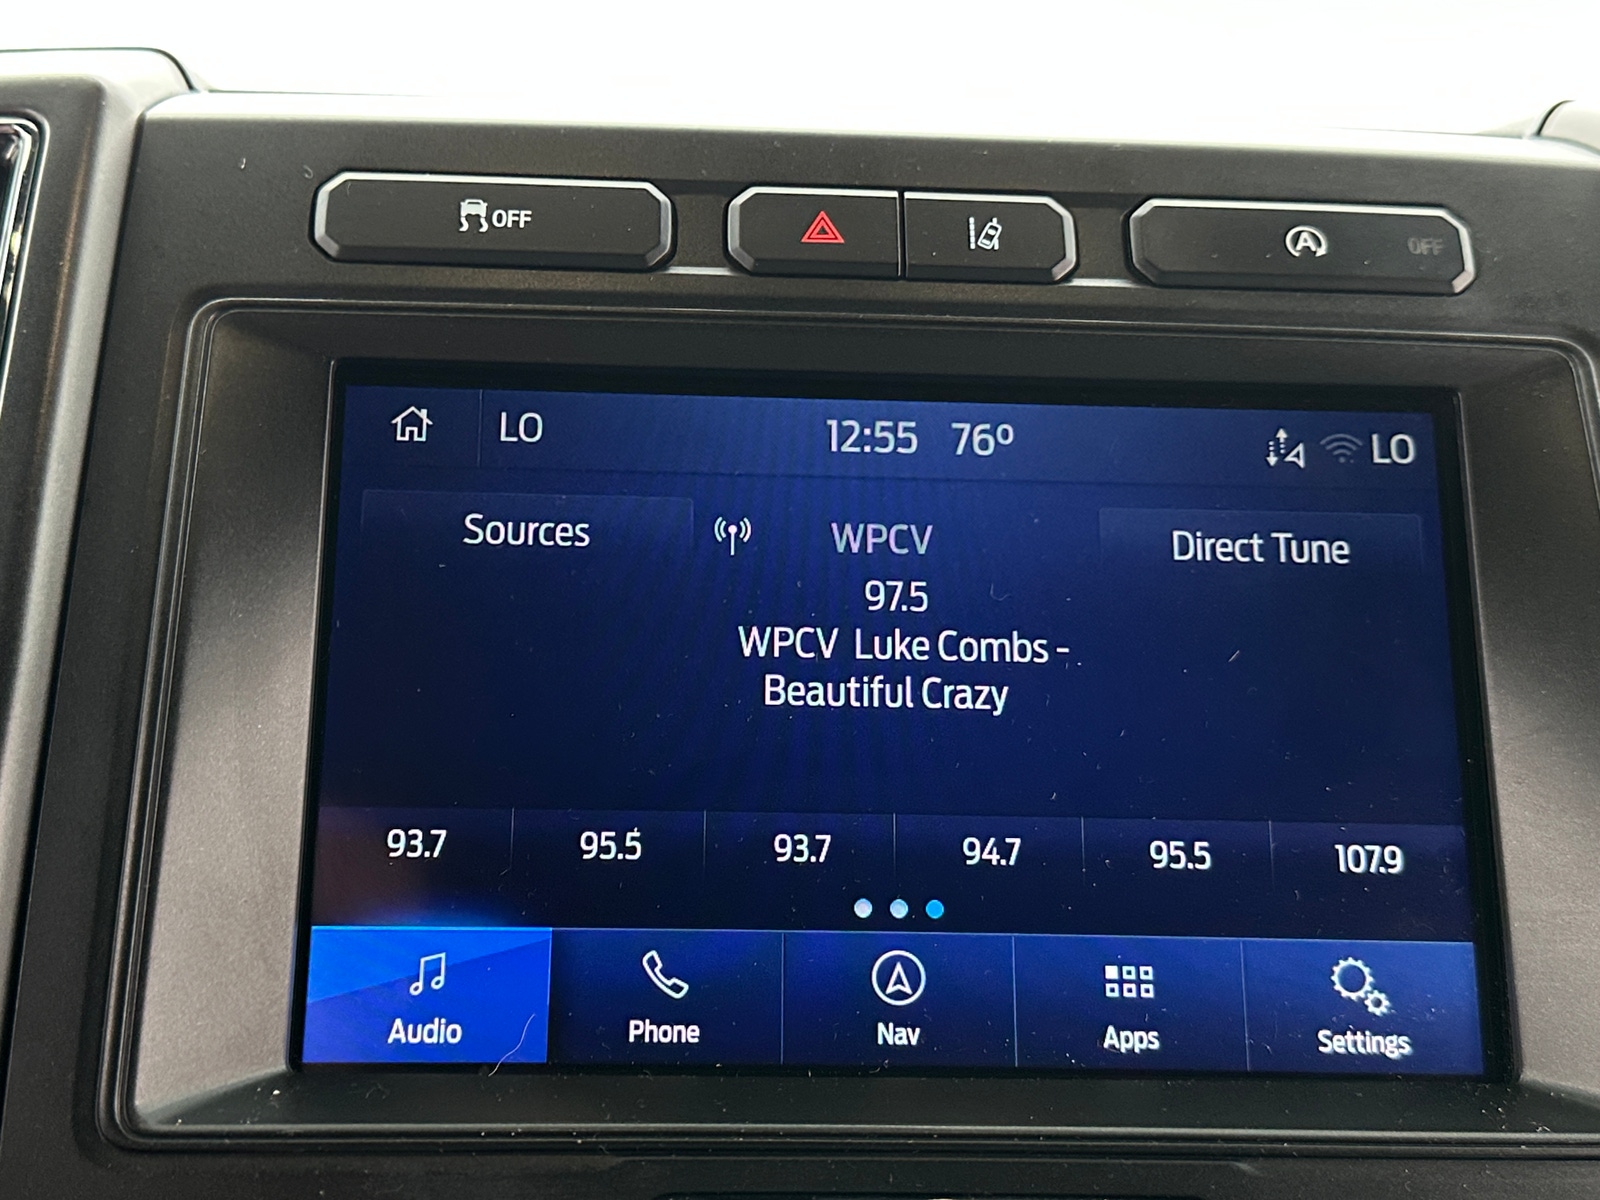 OFF
A OFF
LO 12:55 76° LO
Sources WPCV Direct Tune
97.5
WPCV Luke Combs -
Beautiful Crazy
93.7 95.5 93.7 94.7 95.5 107.9
Audio Phone Nav Apps Settings